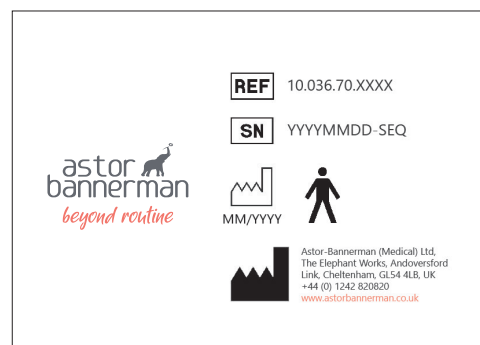 astor
bannerman
beyond routine
REF 10.036.70.XXXX
SN YYYYMMDD-SEQ
MM/YYYY
Astor-Bannerman (Medical) Ltd,
The Elephant Works, Andoversford
Link, Cheltenham, GL54 4LB, UK
+44 (0) 1242 820820
www.astorbannerman.co.uk